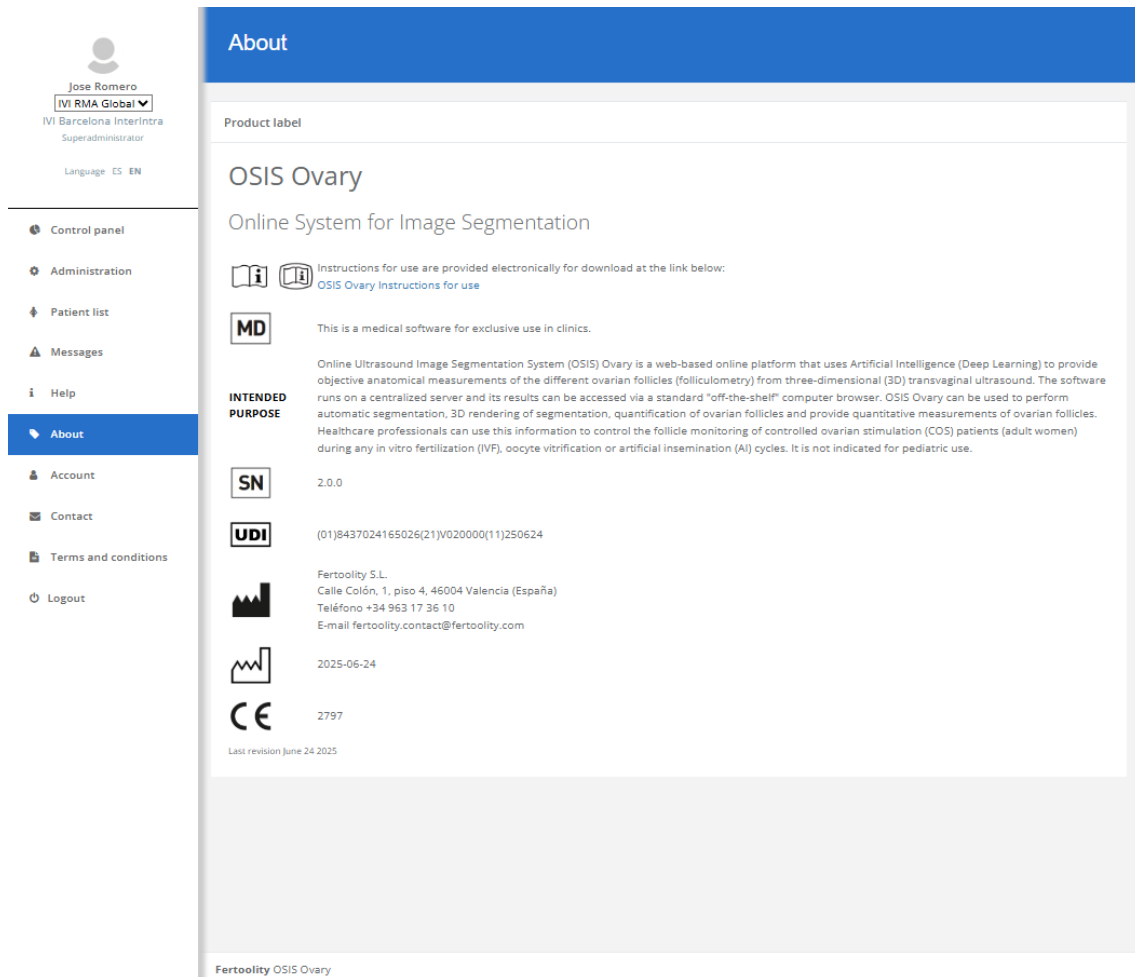 About
Jose Romero
IVI RMA Global
IVI Barcelona InterIntra
Superadministrator
Language ES EN
Control panel
Administration
Patient list
Messages
Help
About
Account
Contact
Terms and conditions
Logout
Product label
OSIS Ovary
Online System for Image Segmentation
Instructions for use are provided electronically for download at the link below:
OSIS Ovary Instructions for use
MD
This is a medical software for exclusive use in clinics.
INTENDED
PURPOSE
Online Ultrasound Image Segmentation System (OSIS) Ovary is a web-based online platform that uses Artificial Intelligence (Deep Learning) to provide
objective anatomical measurements of the different ovarian follicles (folliculometry) from three-dimensional (3D) transvaginal ultrasound. The software
runs on a centralized server and its results can be accessed via a standard "off-the-shelf" computer browser. OSIS Ovary can be used to perform
automatic segmentation, 3D rendering of segmentation, quantification of ovarian follicles and provide quantitative measurements of ovarian follicles.
Healthcare professionals can use this information to control the follicle monitoring of controlled ovarian stimulation (COS) patients (adult women)
during any in vitro fertilization (IVF), oocyte vitrification or artificial insemination (AI) cycles. It is not indicated for pediatric use.
SN
2.0.0
UDI
(01)8437024165026(21)V020000(11)250624
Fertoolity S.L.
Calle Colón, 1, piso 4, 46004 Valencia (España)
Teléfono +34 963 17 36 10
E-mail fertoolity.contact@fertoolity.com
2025-06-24
CE
2797
Last revision June 24 2025
Fertoolity OSIS Ovary